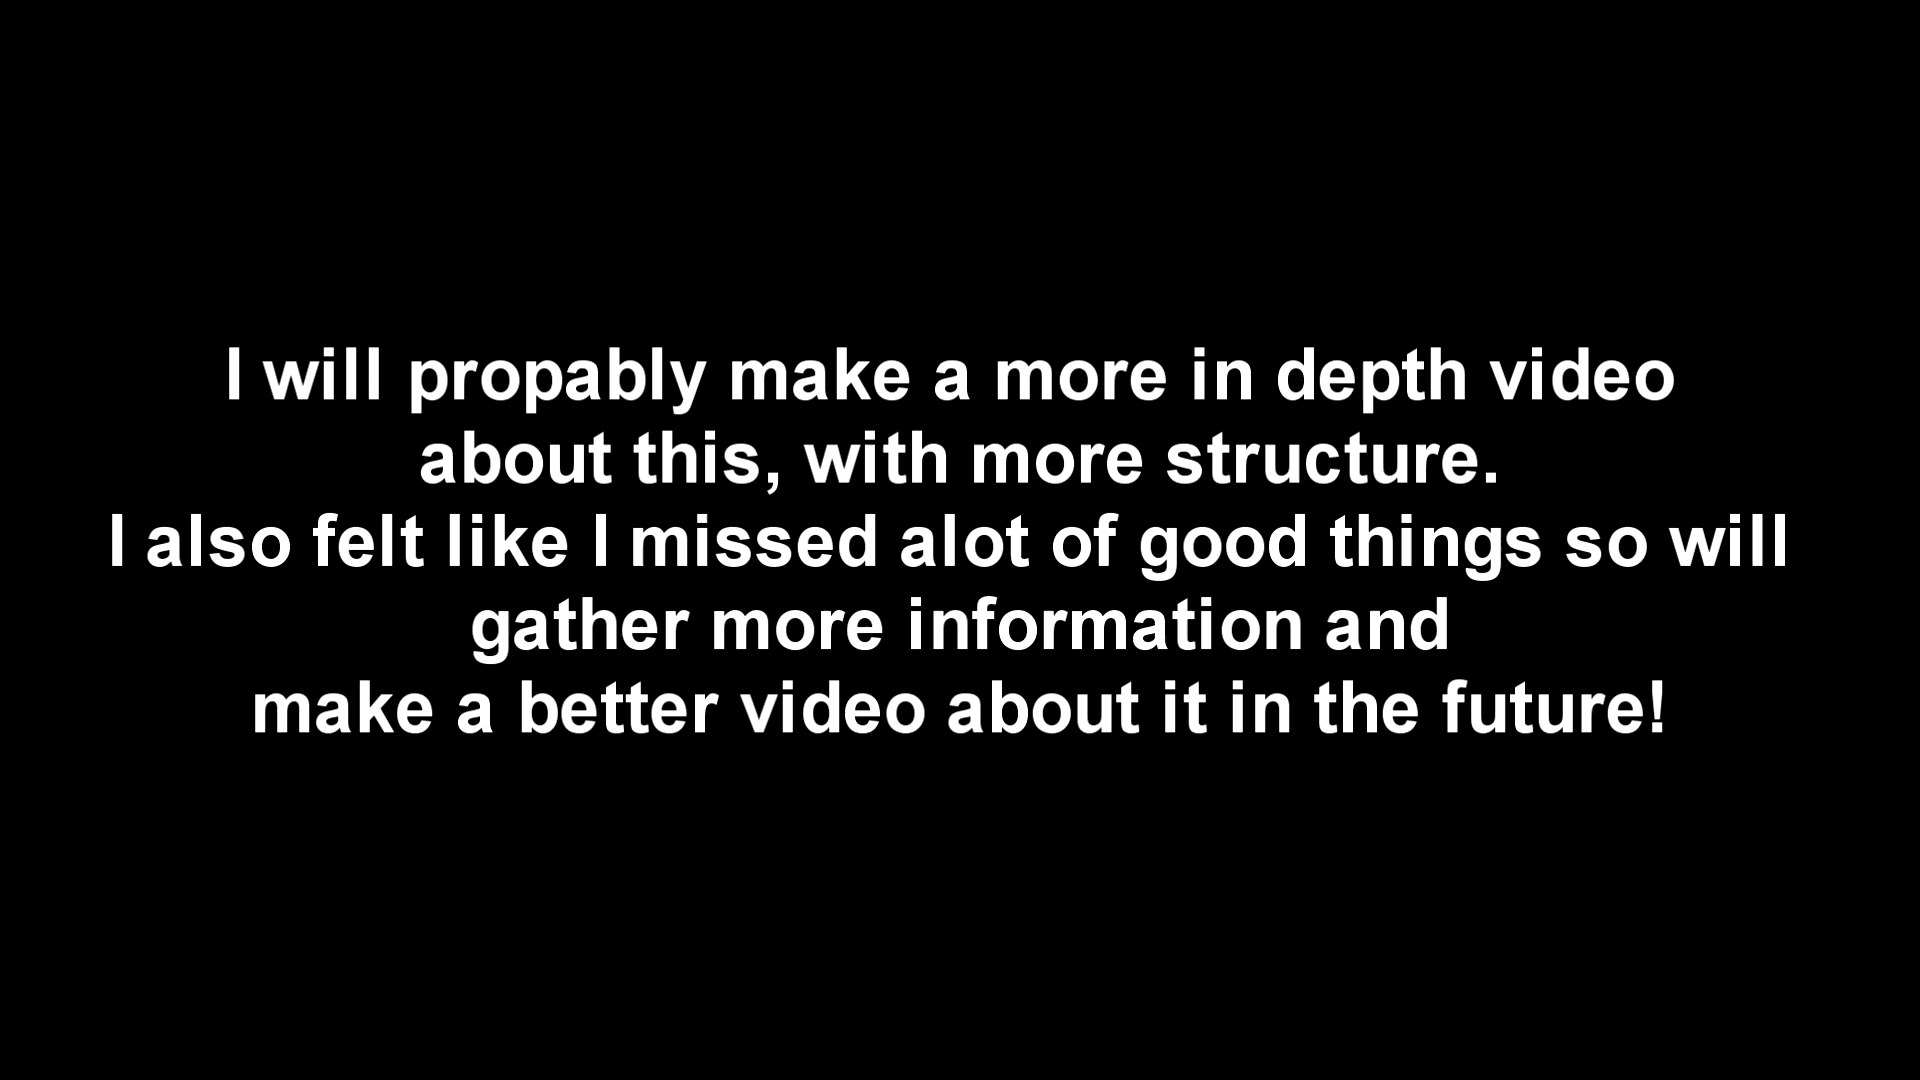 I will propably make a more in depth video
about this, with more structure.
I also felt like I missed alot of good things so will
gather more information and
make a better video about it in the future!